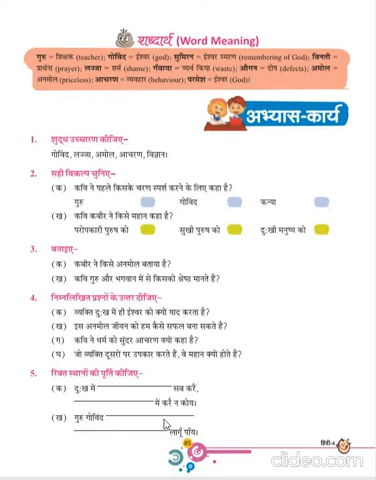 शब्दार्थ (Word Meaning)
गुरु = शिक्षक (teacher); गोविंद = ईश्वर (god); सुमिरन = ईश्वर स्मरण (remembering of God); विनती =
प्रार्थना (prayer); लज्जा = शर्म (shame); गँवाया = व्यर्थ किया (waste); औगन = दोष (defects); अमोल =
अनमोल (priceless); आचरण = व्यवहार (behaviour); परमेश = ईश्वर (God)।
अभ्यास-कार्य
1. शुद्ध उच्चारण कीजिए–
गोविंद, लज्जा, अमोल, आचरण, विज्ञान।
2. सही विकल्प चुनिए–
(क) कवि ने पहले किसके चरण स्पर्श करने के लिए कहा है?
गुरु गोविंद कन्या
(ख) कवि कबीर ने किसे महान कहा है?
परोपकारी पुरुष को सुखी पुरुष को दुःखी मनुष्य को
3. बताइए–
(क) कबीर ने किसे अनमोल बताया है?
(ख) कवि गुरु और भगवान में से किसको श्रेष्ठ मानते हैं?
4. निम्नलिखित प्रश्नों के उत्तर दीजिए–
(क) व्यक्ति दुःख में ही ईश्वर को क्यों याद करता है?
(ख) इस अनमोल जीवन को हम कैसे सफल बना सकते हैं?
(ग) कवि ने धर्म को सुंदर आचरण क्यों कहा है?
(घ) जो व्यक्ति दूसरों पर उपकार करते हैं, वे महान क्यों होते हैं?
5. रिक्त स्थानों की पूर्ति कीजिए–
(क) दुःख में सब करैं,
में करैं न कोय।
(ख) गुरु गोविंद
लागूँ पाँय।
85
हिंदी-4
clideo.com